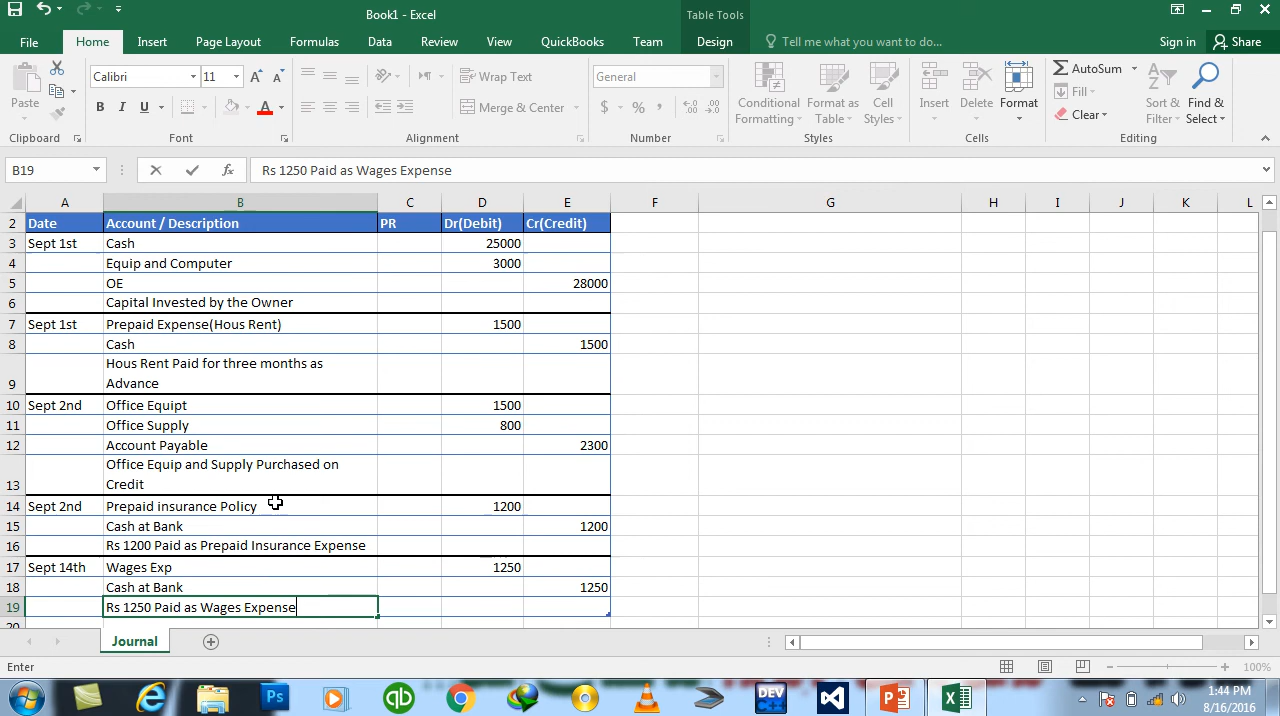 Book1 - Excel
Table Tools
File Home Insert Page Layout Formulas Data Review View QuickBooks Team Design Tell me what you want to do... Sign in Share
Paste
Calibri 11
B I U A
Wrap Text
Merge & Center
General
$ % ,
Conditional Formatting
Format as Table
Cell Styles
Insert
Delete
Format
AutoSum
Fill
Clear
Sort & Filter
Find & Select
Clipboard Font Alignment Number Styles Cells Editing
B19 fx Rs 1250 Paid as Wages Expense
A B C D E F G H I J K L
2 Date Account / Description PR Dr(Debit) Cr(Credit)
3 Sept 1st Cash 25000
4 Equip and Computer 3000
5 OE 28000
6 Capital Invested by the Owner
7 Sept 1st Prepaid Expense(Hous Rent) 1500
8 Cash 1500
Hous Rent Paid for three months as
9 Advance
10 Sept 2nd Office Equipt 1500
11 Office Supply 800
12 Account Payable 2300
Office Equip and Supply Purchased on
13 Credit
14 Sept 2nd Prepaid insurance Policy 1200
15 Cash at Bank 1200
16 Rs 1200 Paid as Prepaid Insurance Expense
17 Sept 14th Wages Exp 1250
18 Cash at Bank 1250
19 Rs 1250 Paid as Wages Expense
20
Journal
Enter 100%
Ps qb DEV C++ P X
1:44 PM
8/16/2016